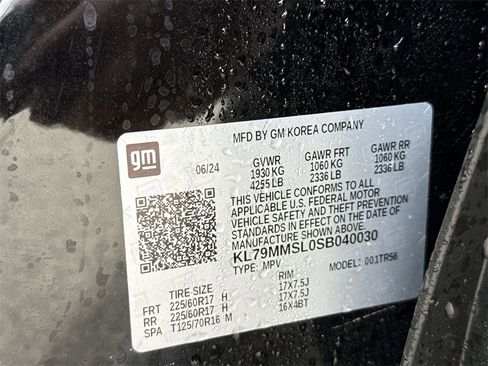 MFD BY GM KOREA COMPANY
gm
06/24
GVWR GAWR FRT GAWR RR
1930 KG 1060 KG 1060 KG
4255 LB 2336 LB 2336 LB
THIS VEHICLE CONFORMS TO ALL
APPLICABLE U.S. FEDERAL MOTOR
VEHICLE SAFETY AND THEFT PREVENTION
STANDARDS IN EFFECT ON THE DATE OF
MANUFACTURE SHOWN ABOVE.
KL79MMSL0SB040030
TYPE: MPV MODEL: 001TR56
TIRE SIZE RIM
FRT 225/60R17 H 17X7.5J
RR 225/60R17 H 17X7.5J
SPA T125/70R16 M 16X4BT